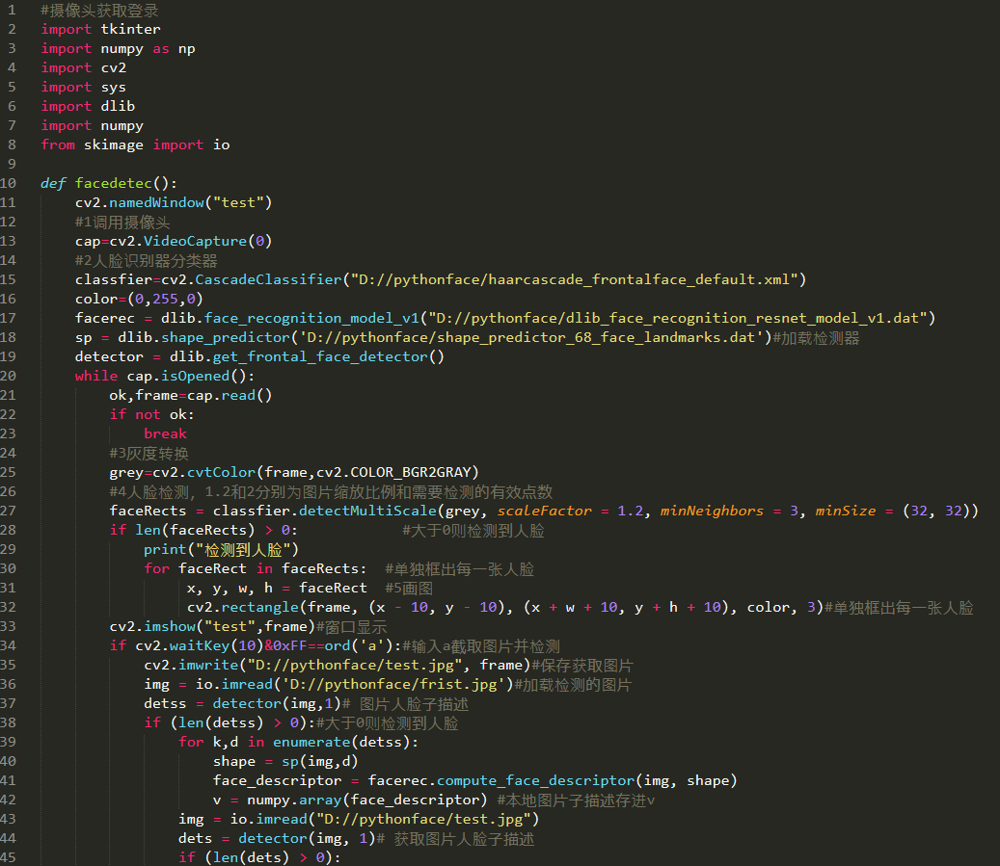 1 #摄像头获取登录
2 import tkinter
3 import numpy as np
4 import cv2
5 import sys
6 import dlib
7 import numpy
8 from skimage import io
9
10 def facedetec():
11     cv2.namedWindow("test")
12     #1调用摄像头
13     cap=cv2.VideoCapture(0)
14     #2人脸识别器分类器
15     classfier=cv2.CascadeClassifier("D://pythonface/haarcascade_frontalface_default.xml")
16     color=(0,255,0)
17     facerec = dlib.face_recognition_model_v1("D://pythonface/dlib_face_recognition_resnet_model_v1.dat")
18     sp = dlib.shape_predictor('D://pythonface/shape_predictor_68_face_landmarks.dat')#加载检测器
19     detector = dlib.get_frontal_face_detector()
20     while cap.isOpened():
21         ok,frame=cap.read()
22         if not ok:
23             break
24         #3灰度转换
25         grey=cv2.cvtColor(frame,cv2.COLOR_BGR2GRAY)
26         #4人脸检测，1.2和2分别为图片缩放比例和需要检测的有效点数
27         faceRects = classfier.detectMultiScale(grey, scaleFactor = 1.2, minNeighbors = 3, minSize = (32, 32))
28         if len(faceRects) > 0:            #大于0则检测到人脸
29             print("检测到人脸")
30             for faceRect in faceRects:  #单独框出每一张人脸
31                  x, y, w, h = faceRect  #5画图
32                  cv2.rectangle(frame, (x - 10, y - 10), (x + w + 10, y + h + 10), color, 3)#单独框出每一张人脸
33         cv2.imshow("test",frame)#窗口显示
34         if cv2.waitKey(10)&0xFF==ord('a'):#输入a截取图片并检测
35             cv2.imwrite("D://pythonface/test.jpg", frame)#保存获取图片
36             img = io.imread('D://pythonface/frist.jpg')#加载检测的图片
37             detss = detector(img,1)# 图片人脸子描述
38             if (len(detss) > 0):#大于0则检测到人脸
39                 for k,d in enumerate(detss):
40                     shape = sp(img,d)
41                     face_descriptor = facerec.compute_face_descriptor(img, shape)
42                     v = numpy.array(face_descriptor) #本地图片子描述存进v
43                 img = io.imread("D://pythonface/test.jpg")
44                 dets = detector(img, 1)# 获取图片人脸子描述
45                 if (len(dets) > 0):